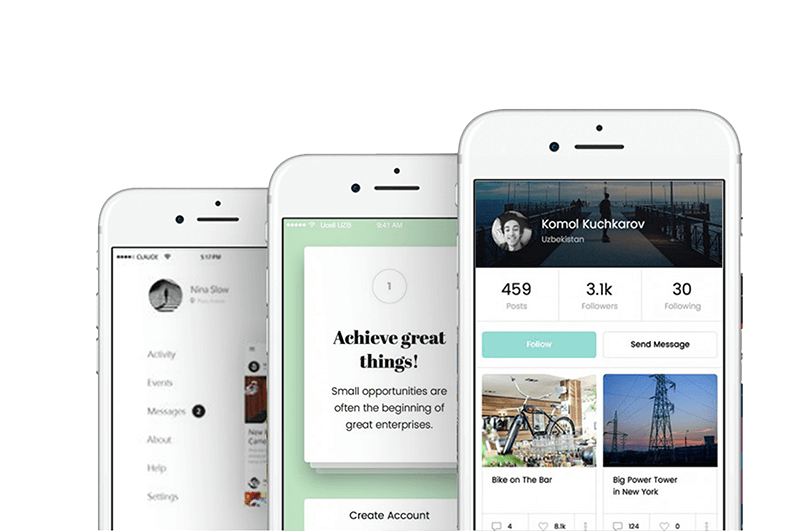 CLAUDE
5:17 PM
Nina Slow
Activity
Events
Messages 2
About
Help
Settings
Ucell UZB
9:41 AM
1
Achieve great
things!
Small opportunities are
often the beginning of
great enterprises.
Create Account
Komol Kuchkarov
Uzbekistan
459
Posts
3.1k
Followers
30
Following
Follow
Send Message
Bike on The Bar
4
8.1k
Big Power Tower
in New York
124
0